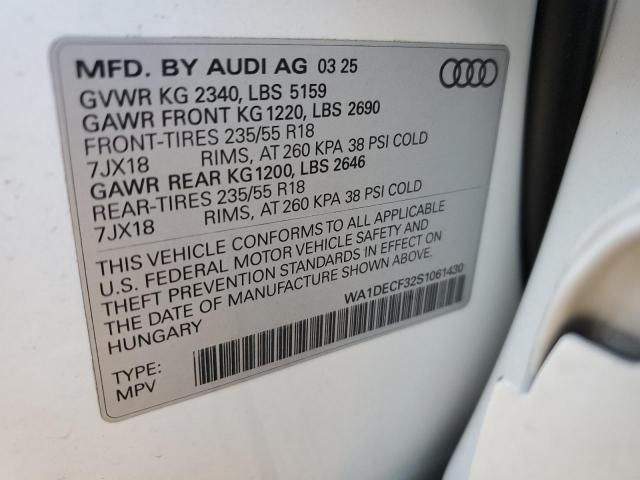 MFD. BY AUDI AG 03 25
GVWR KG 2340, LBS 5159
GAWR FRONT KG 1220, LBS 2690
FRONT-TIRES 235/55 R18
7JX18 RIMS, AT 260 KPA 38 PSI COLD
GAWR REAR KG 1200, LBS 2646
REAR-TIRES 235/55 R18
7JX18 RIMS, AT 260 KPA 38 PSI COLD
THIS VEHICLE CONFORMS TO ALL APPLICABLE
U.S. FEDERAL MOTOR VEHICLE SAFETY AND
THEFT PREVENTION STANDARDS IN EFFECT ON
THE DATE OF MANUFACTURE SHOWN ABOVE.
HUNGARY
WA1DECF32S1061430
TYPE:
MPV